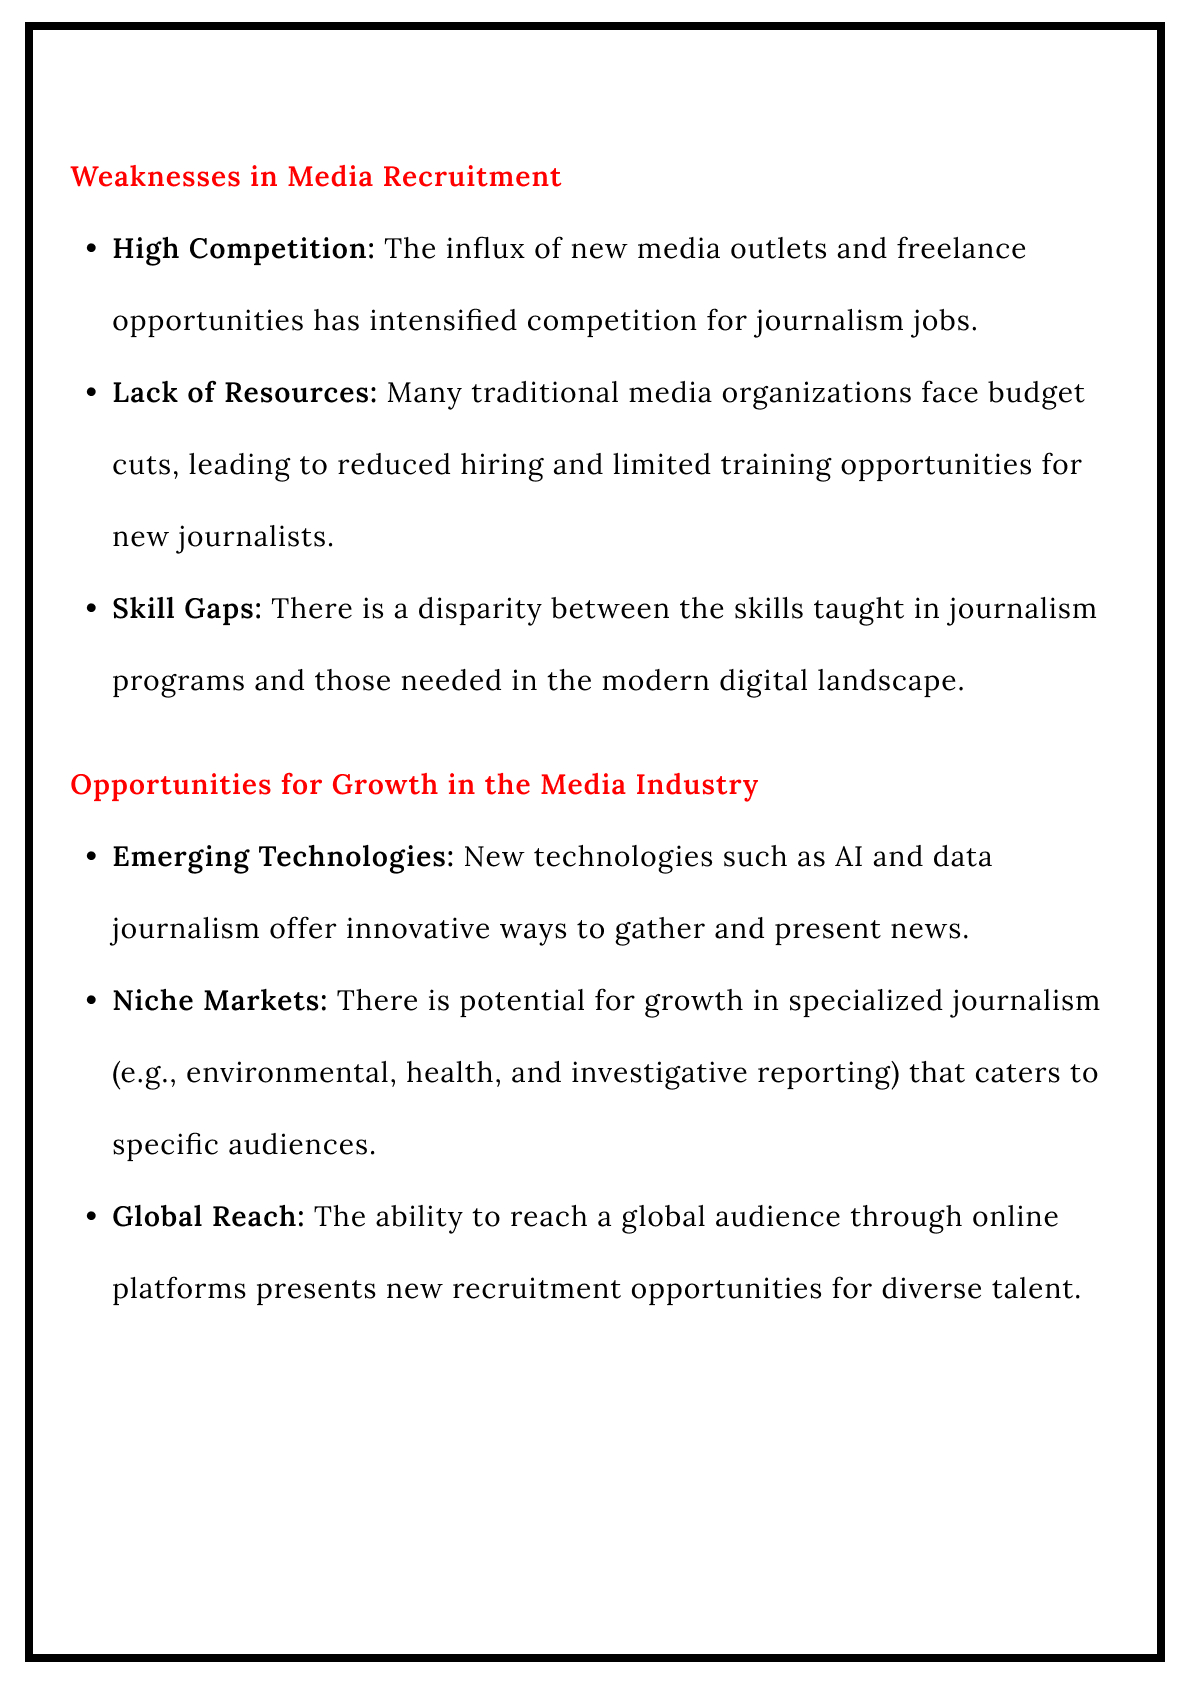 Weaknesses in Media Recruitment
• High Competition: The influx of new media outlets and freelance
opportunities has intensified competition for journalism jobs.
• Lack of Resources: Many traditional media organizations face budget
cuts, leading to reduced hiring and limited training opportunities for
new journalists.
• Skill Gaps: There is a disparity between the skills taught in journalism
programs and those needed in the modern digital landscape.
Opportunities for Growth in the Media Industry
• Emerging Technologies: New technologies such as AI and data
journalism offer innovative ways to gather and present news.
• Niche Markets: There is potential for growth in specialized journalism
(e.g., environmental, health, and investigative reporting) that caters to
specific audiences.
• Global Reach: The ability to reach a global audience through online
platforms presents new recruitment opportunities for diverse talent.